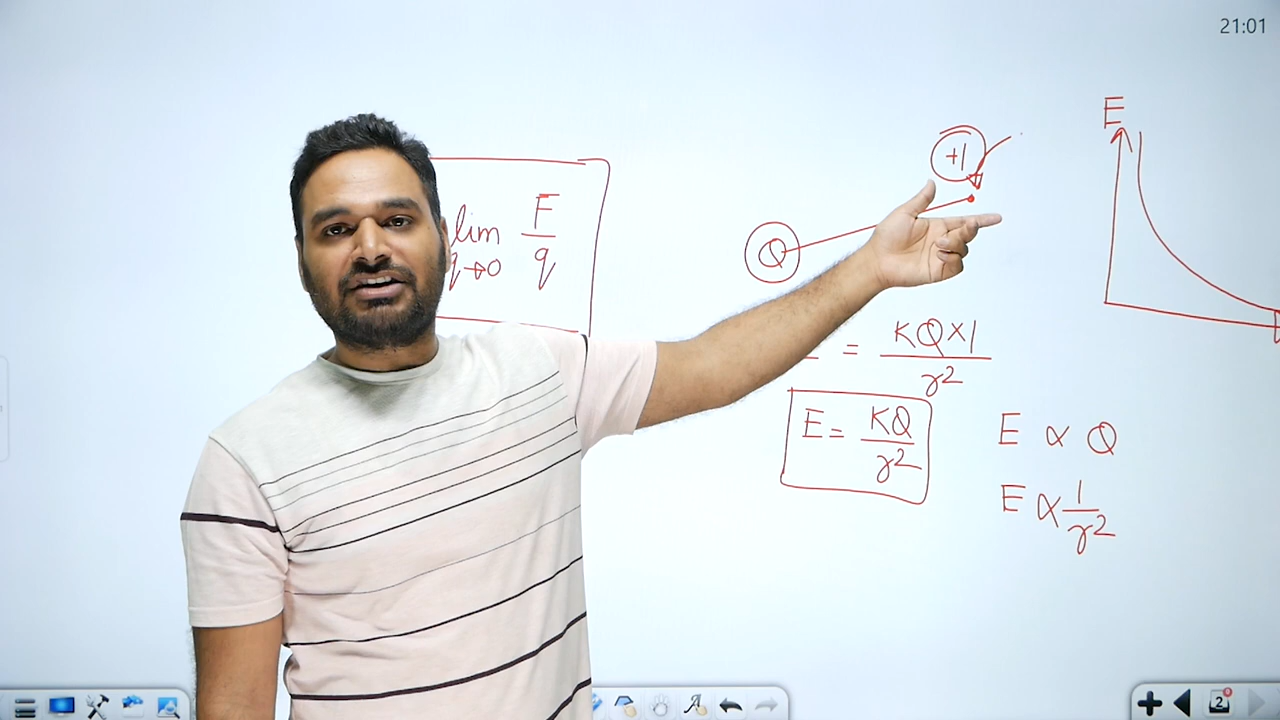 21:01
E
+1
lim F/q
q→0
Q
= KQ×1/r²
E = KQ/r²
E ∝ Q
E ∝ 1/r²
2